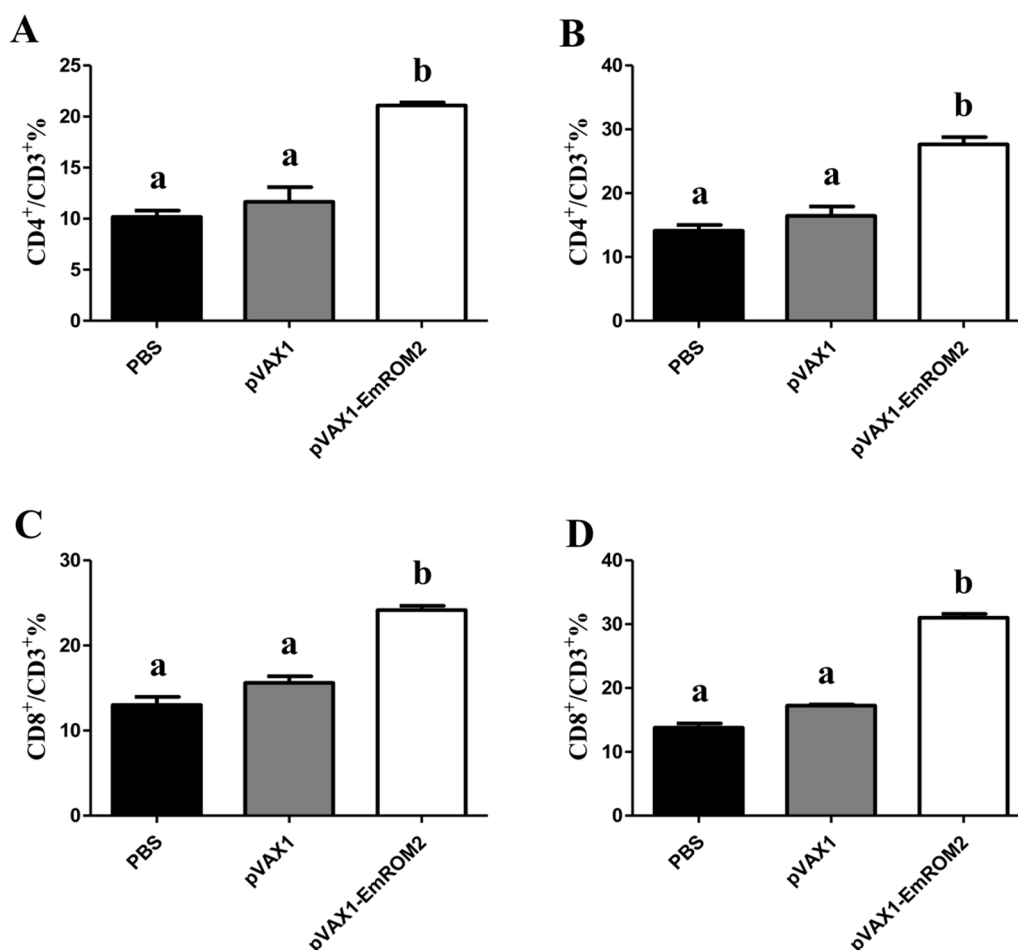 A
CD4⁺/CD3⁺%
25
20
15
10
5
0
a
a
b
PBS
pVAX1
pVAX1-EmROM2
B
CD4⁺/CD3⁺%
40
30
20
10
0
a
a
b
PBS
pVAX1
pVAX1-EmROM2
C
CD8⁺/CD3⁺%
30
20
10
0
a
a
b
PBS
pVAX1
pVAX1-EmROM2
D
CD8⁺/CD3⁺%
40
30
20
10
0
a
a
b
PBS
pVAX1
pVAX1-EmROM2